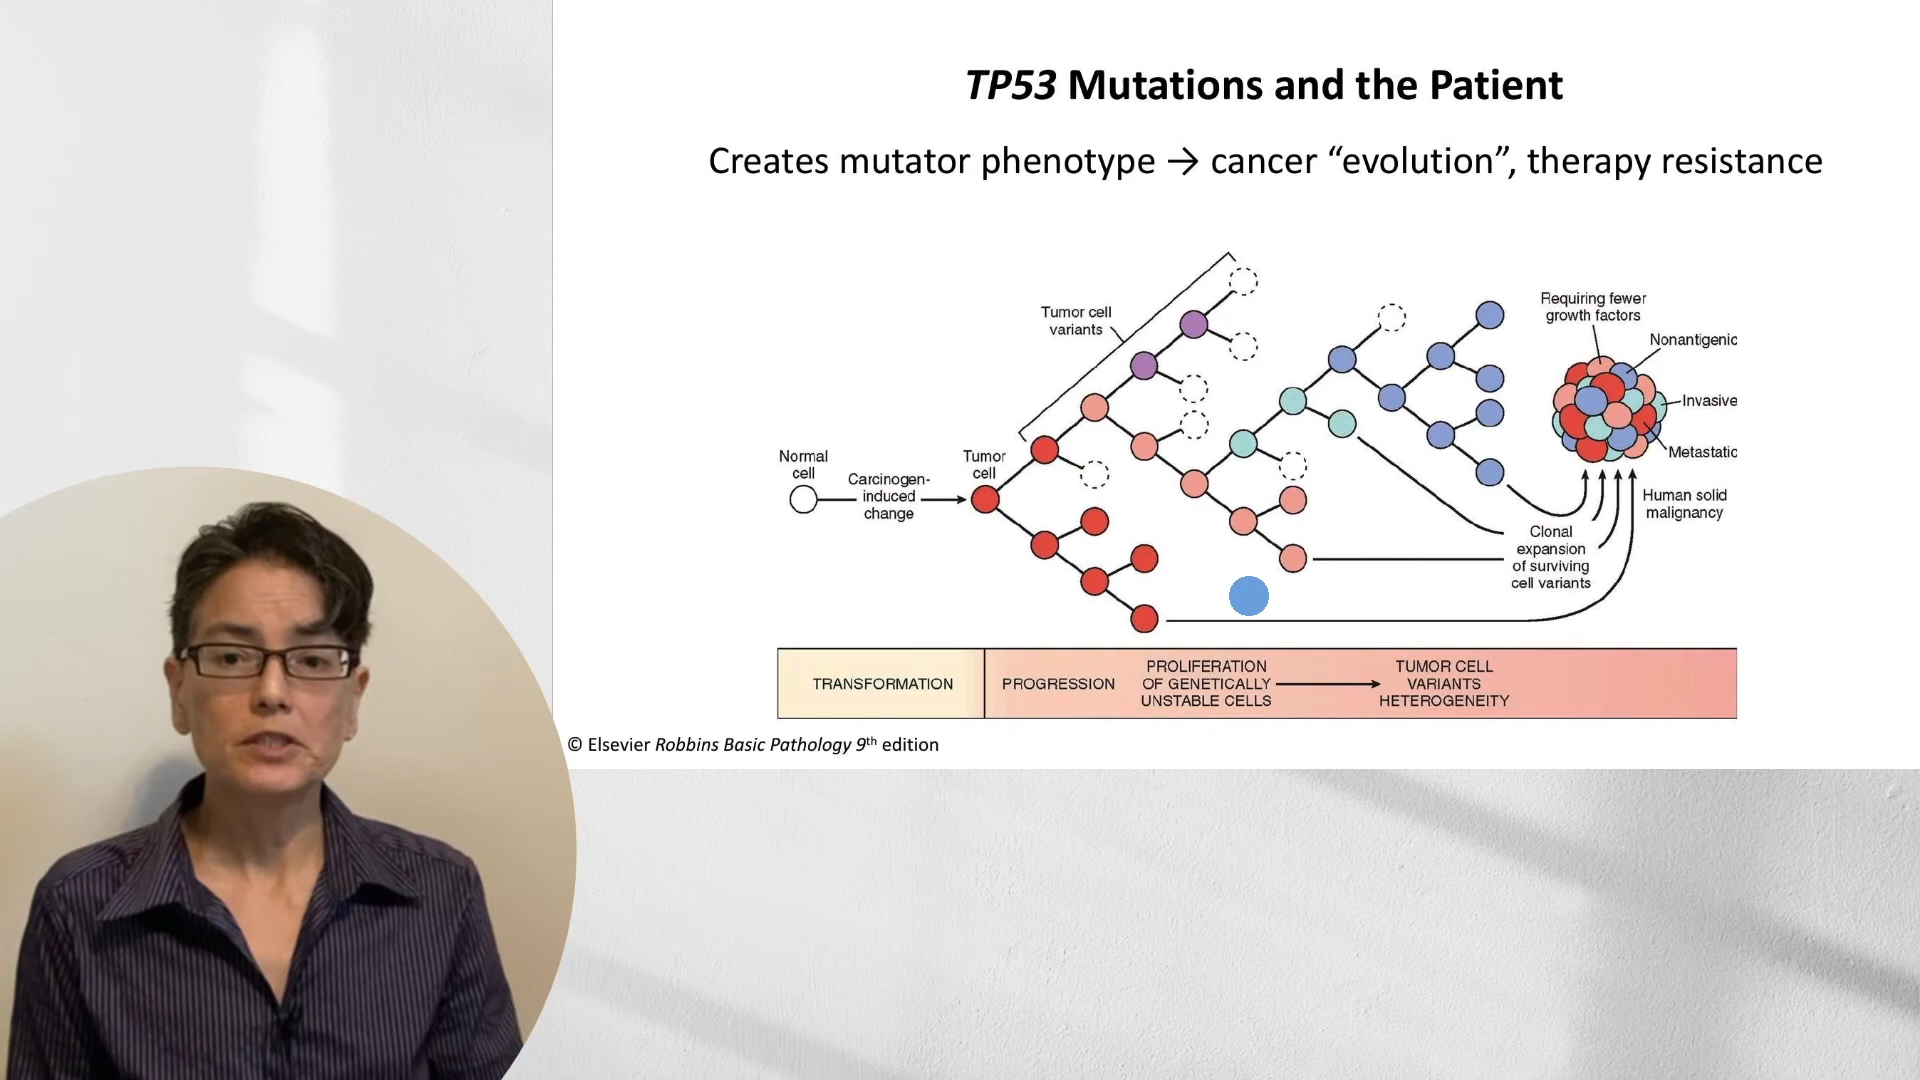 TP53 Mutations and the Patient
Creates mutator phenotype → cancer “evolution”, therapy resistance
Tumor cell
variants
Requiring fewer
growth factors
Nonantigenic
Invasive
Metastatic
Normal
cell
Carcinogen-
induced
change
Tumor
cell
Human solid
malignancy
Clonal
expansion
of surviving
cell variants
TRANSFORMATION
PROGRESSION
PROLIFERATION
OF GENETICALLY
UNSTABLE CELLS
TUMOR CELL
VARIANTS
HETEROGENEITY
© Elsevier Robbins Basic Pathology 9th edition